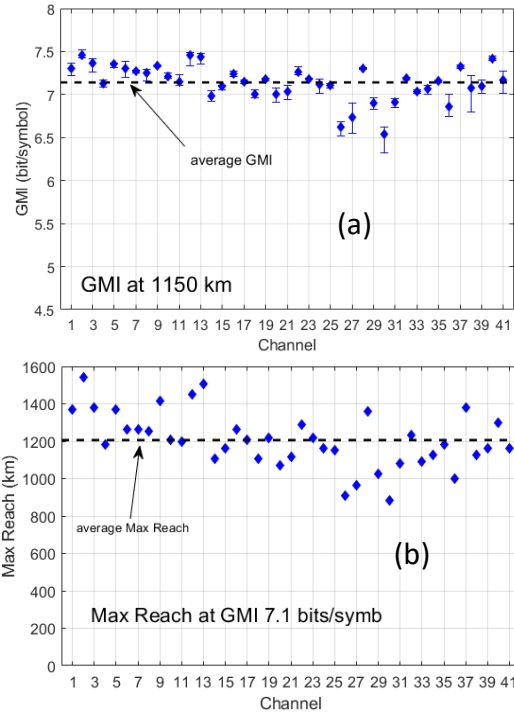 8
7.5
7
6.5
6
5.5
5
4.5
GMI (bit/symbol)
average GMI
(a)
GMI at 1150 km
1 3 5 7 9 11 13 15 17 19 21 23 25 27 29 31 33 35 37 39 41
Channel
1600
1400
1200
1000
800
600
400
200
0
Max Reach (km)
average Max Reach
(b)
Max Reach at GMI 7.1 bits/symb
1 3 5 7 9 11 13 15 17 19 21 23 25 27 29 31 33 35 37 39 41
Channel